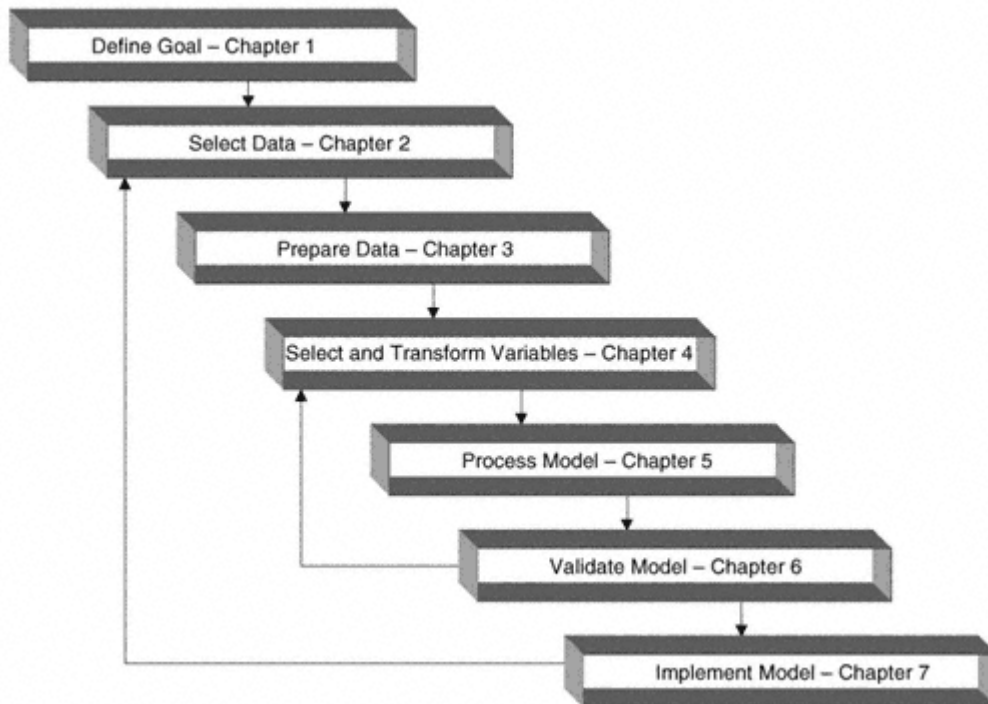 Define Goal – Chapter 1
Select Data – Chapter 2
Prepare Data – Chapter 3
Select and Transform Variables – Chapter 4
Process Model – Chapter 5
Validate Model – Chapter 6
Implement Model – Chapter 7